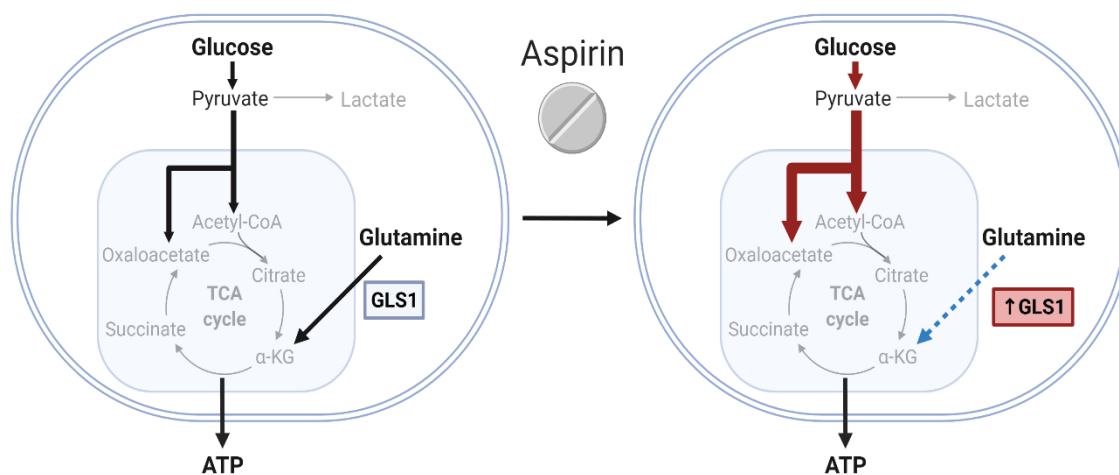 Glucose
Pyruvate
Lactate
Acetyl-CoA
Oxaloacetate
Citrate
TCA
cycle
Succinate
α-KG
Glutamine
GLS1
ATP
Aspirin
Glucose
Pyruvate
Lactate
Acetyl-CoA
Oxaloacetate
Citrate
TCA
cycle
Succinate
α-KG
Glutamine
↑GLS1
ATP